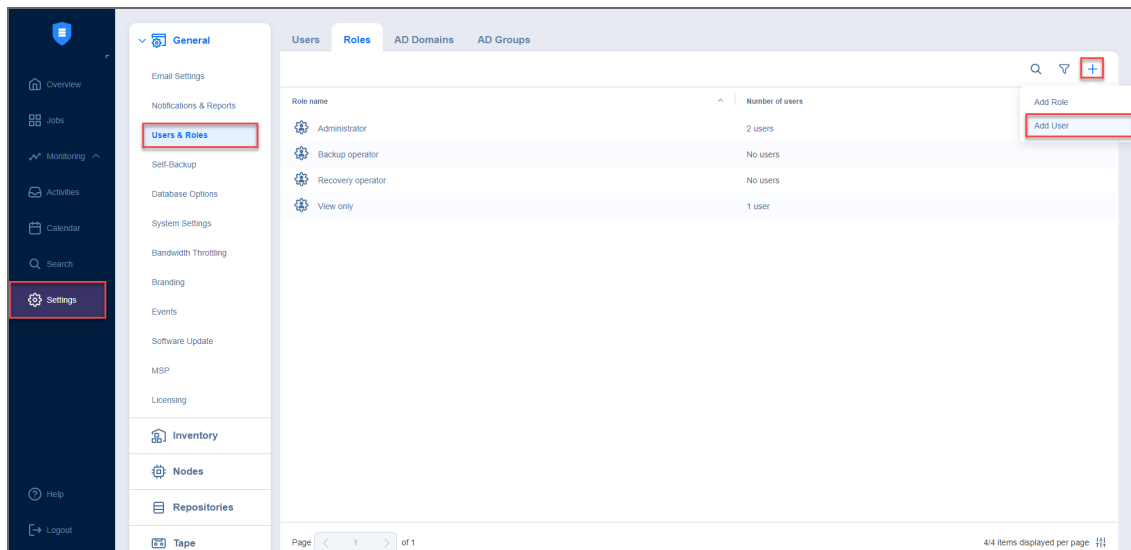 Overview
Jobs
Monitoring
Activities
Calendar
Search
Settings
Help
Logout
General
Email Settings
Notifications & Reports
Users & Roles
Self-Backup
Database Options
System Settings
Bandwidth Throttling
Branding
Events
Software Update
MSP
Licensing
Inventory
Nodes
Repositories
Tape
Users Roles AD Domains AD Groups
Add Role
Add User
Role name Number of users
Administrator 2 users
Backup operator No users
Recovery operator No users
View only 1 user
Page 1 of 1 4/4 items displayed per page